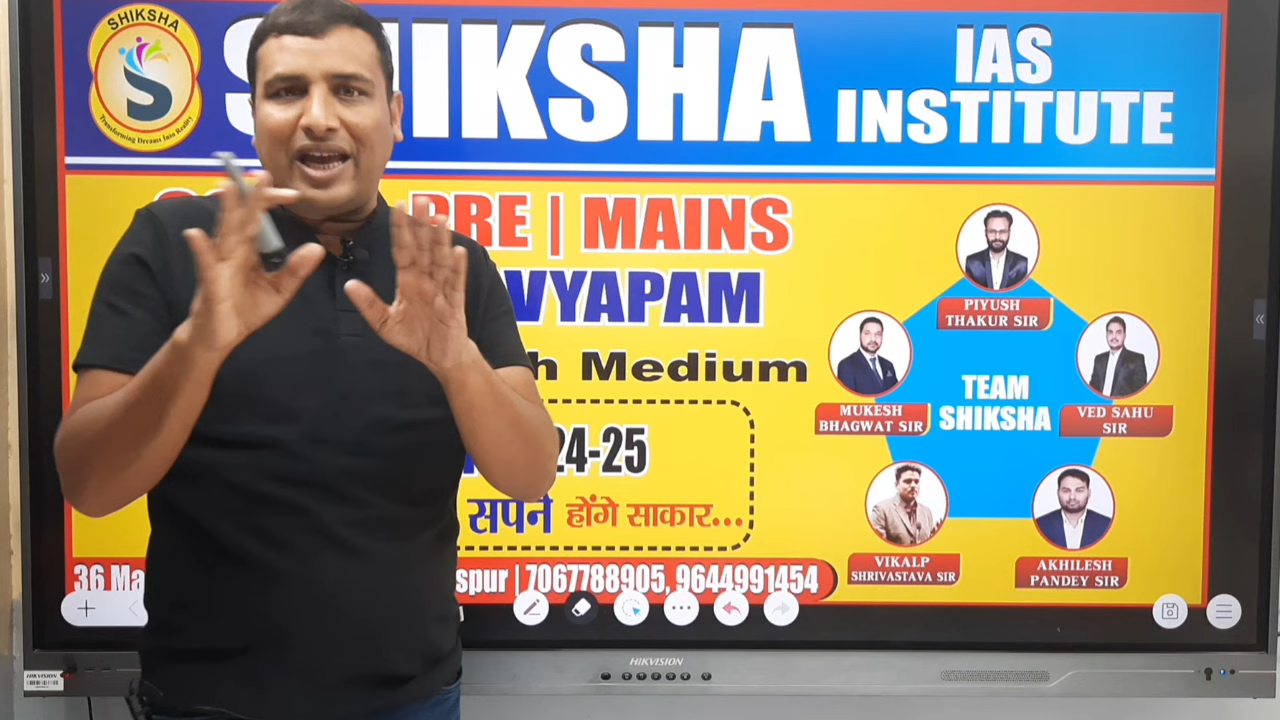 SHIKSHA
Transforming Dreams Into Reality
SHIKSHA
IAS
INSTITUTE
PRE | MAINS
VYAPAM
h Medium
24-25
सपने होंगे साकार...
36 Ma
spur | 7067788905, 9644991454
PIYUSH
THAKUR SIR
MUKESH
BHAGWAT SIR
TEAM
SHIKSHA
VED SAHU
SIR
VIKALP
SHRIVASTAVA SIR
AKHILESH
PANDEY SIR
HIKVISION
HIKVISION